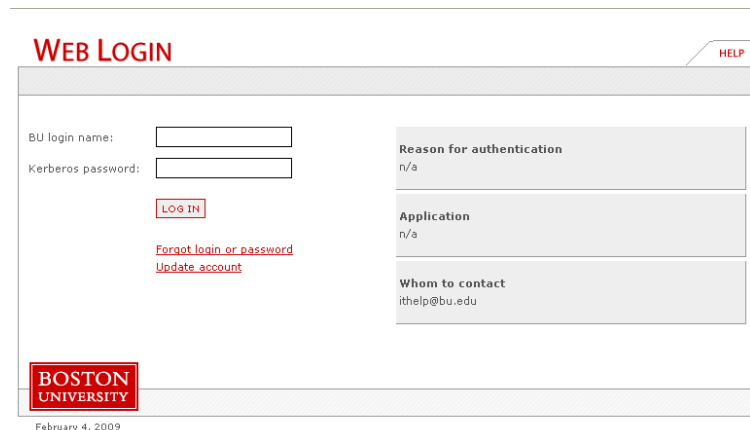 WEB LOGIN
HELP
BU login name:
Kerberos password:
LOG IN
Forgot login or password
Update account
Reason for authentication
n/a
Application
n/a
Whom to contact
ithelp@bu.edu
BOSTON
UNIVERSITY
February 4, 2009